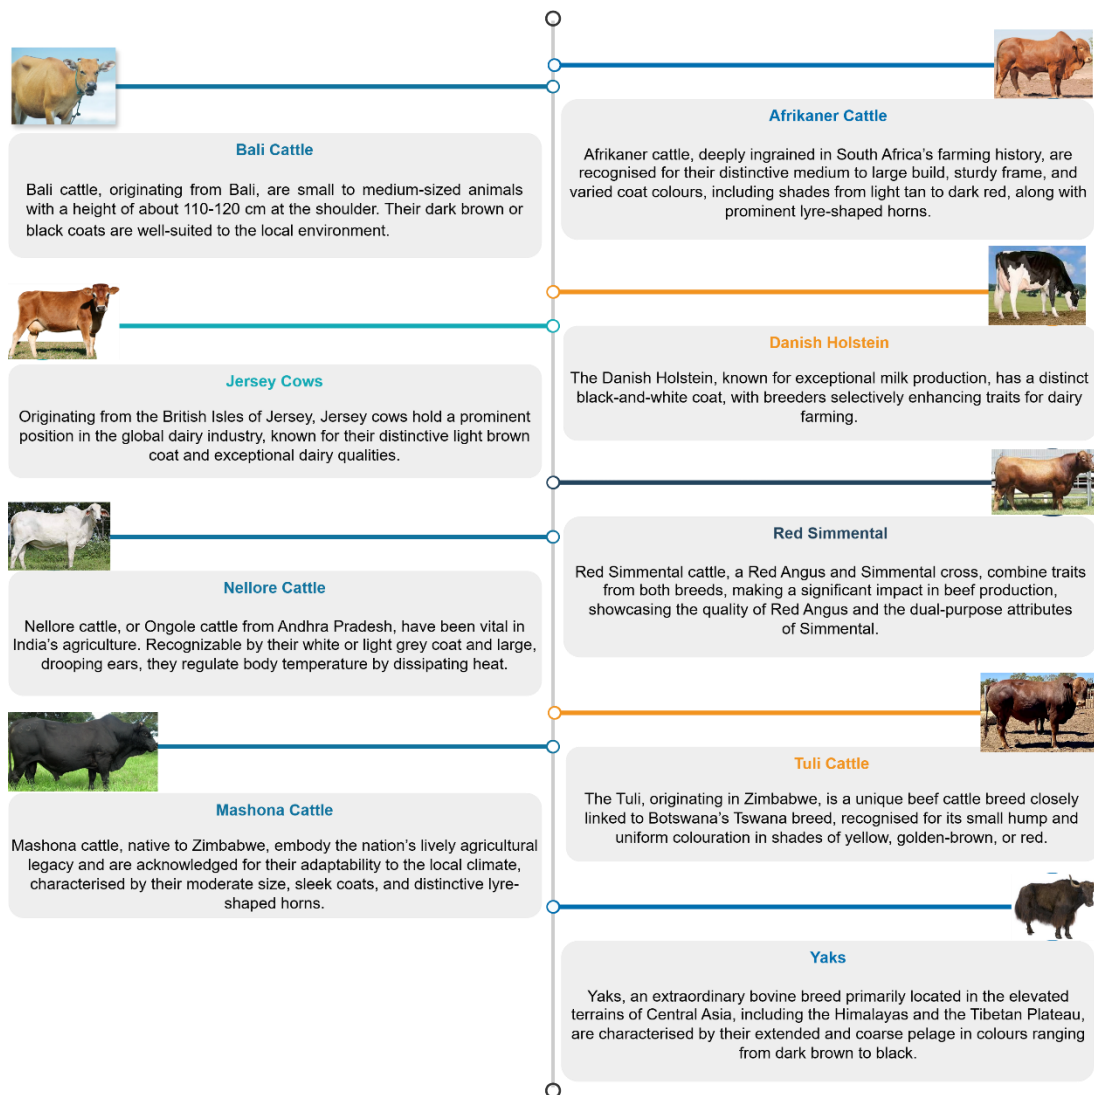 Afrikaner Cattle
Afrikaner cattle, deeply ingrained in South Africa's farming history, are
recognised for their distinctive medium to large build, sturdy frame, and
varied coat colours, including shades from light tan to dark red, along with
prominent lyre-shaped horns.
Bali Cattle
Bali cattle, originating from Bali, are small to medium-sized animals
with a height of about 110-120 cm at the shoulder. Their dark brown or
black coats are well-suited to the local environment.
Danish Holstein
The Danish Holstein, known for exceptional milk production, has a distinct
black-and-white coat, with breeders selectively enhancing traits for dairy
farming.
Jersey Cows
Originating from the British Isles of Jersey, Jersey cows hold a prominent
position in the global dairy industry, known for their distinctive light brown
coat and exceptional dairy qualities.
Red Simmental
Red Simmental cattle, a Red Angus and Simmental cross, combine traits
from both breeds, making a significant impact in beef production,
showcasing the quality of Red Angus and the dual-purpose attributes
of Simmental.
Nellore Cattle
Nellore cattle, or Ongole cattle from Andhra Pradesh, have been vital in
India's agriculture. Recognizable by their white or light grey coat and large,
drooping ears, they regulate body temperature by dissipating heat.
Tuli Cattle
The Tuli, originating in Zimbabwe, is a unique beef cattle breed closely
linked to Botswana's Tswana breed, recognised for its small hump and
uniform colouration in shades of yellow, golden-brown, or red.
Mashona Cattle
Mashona cattle, native to Zimbabwe, embody the nation's lively agricultural
legacy and are acknowledged for their adaptability to the local climate,
characterised by their moderate size, sleek coats, and distinctive lyre-
shaped horns.
Yaks
Yaks, an extraordinary bovine breed primarily located in the elevated
terrains of Central Asia, including the Himalayas and the Tibetan Plateau,
are characterised by their extended and coarse pelage in colours ranging
from dark brown to black.